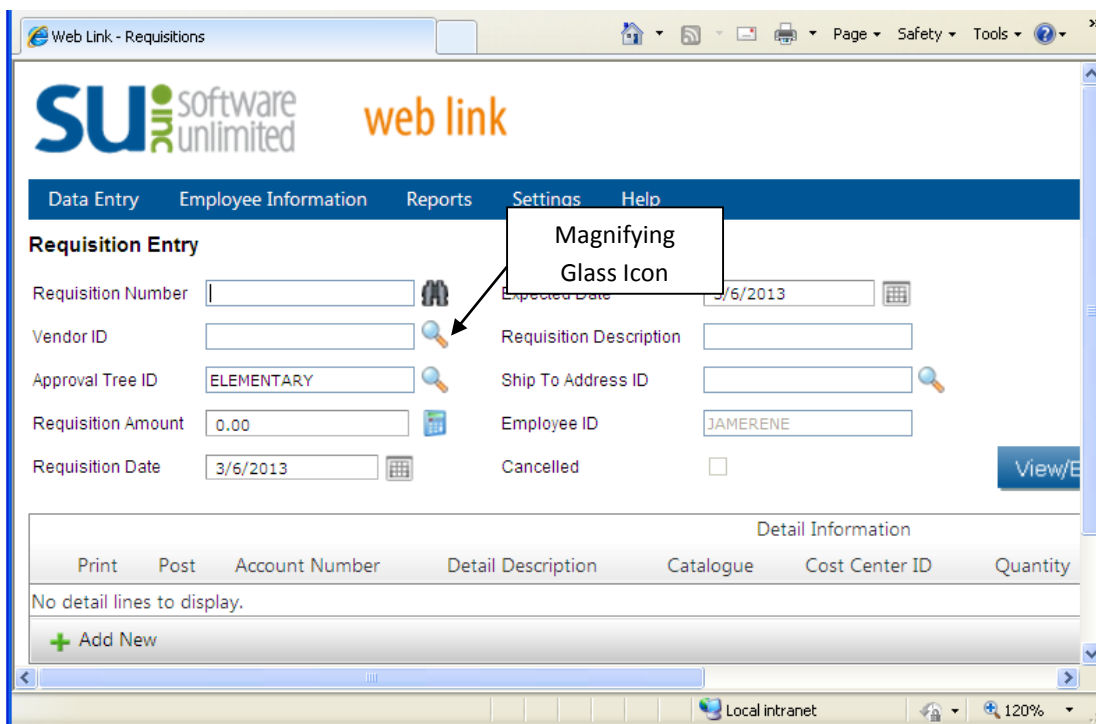 Web Link - Requisitions
Page Safety Tools »
SU inc software unlimited web link
Data Entry Employee Information Reports Settings Help
Magnifying
Glass Icon
Requisition Entry
Requisition Number Expected Date 3/6/2013
Vendor ID Requisition Description
Approval Tree ID ELEMENTARY Ship To Address ID
Requisition Amount 0.00 Employee ID JAMERENE
Requisition Date 3/6/2013 Cancelled View/E
Detail Information
Print Post Account Number Detail Description Catalogue Cost Center ID Quantity
No detail lines to display.
Add New
Local intranet 120%